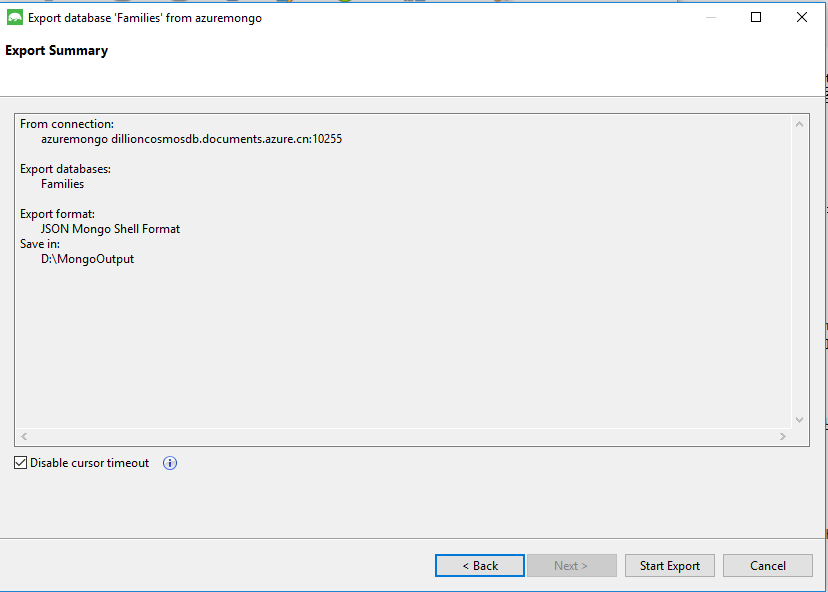 Export database 'Families' from azuremongo
Export Summary
From connection:
azuremongo dillioncosmosdb.documents.azure.cn:10255
Export databases:
Families
Export format:
JSON Mongo Shell Format
Save in:
D:\MongoOutput
Disable cursor timeout
< Back
Next >
Start Export
Cancel